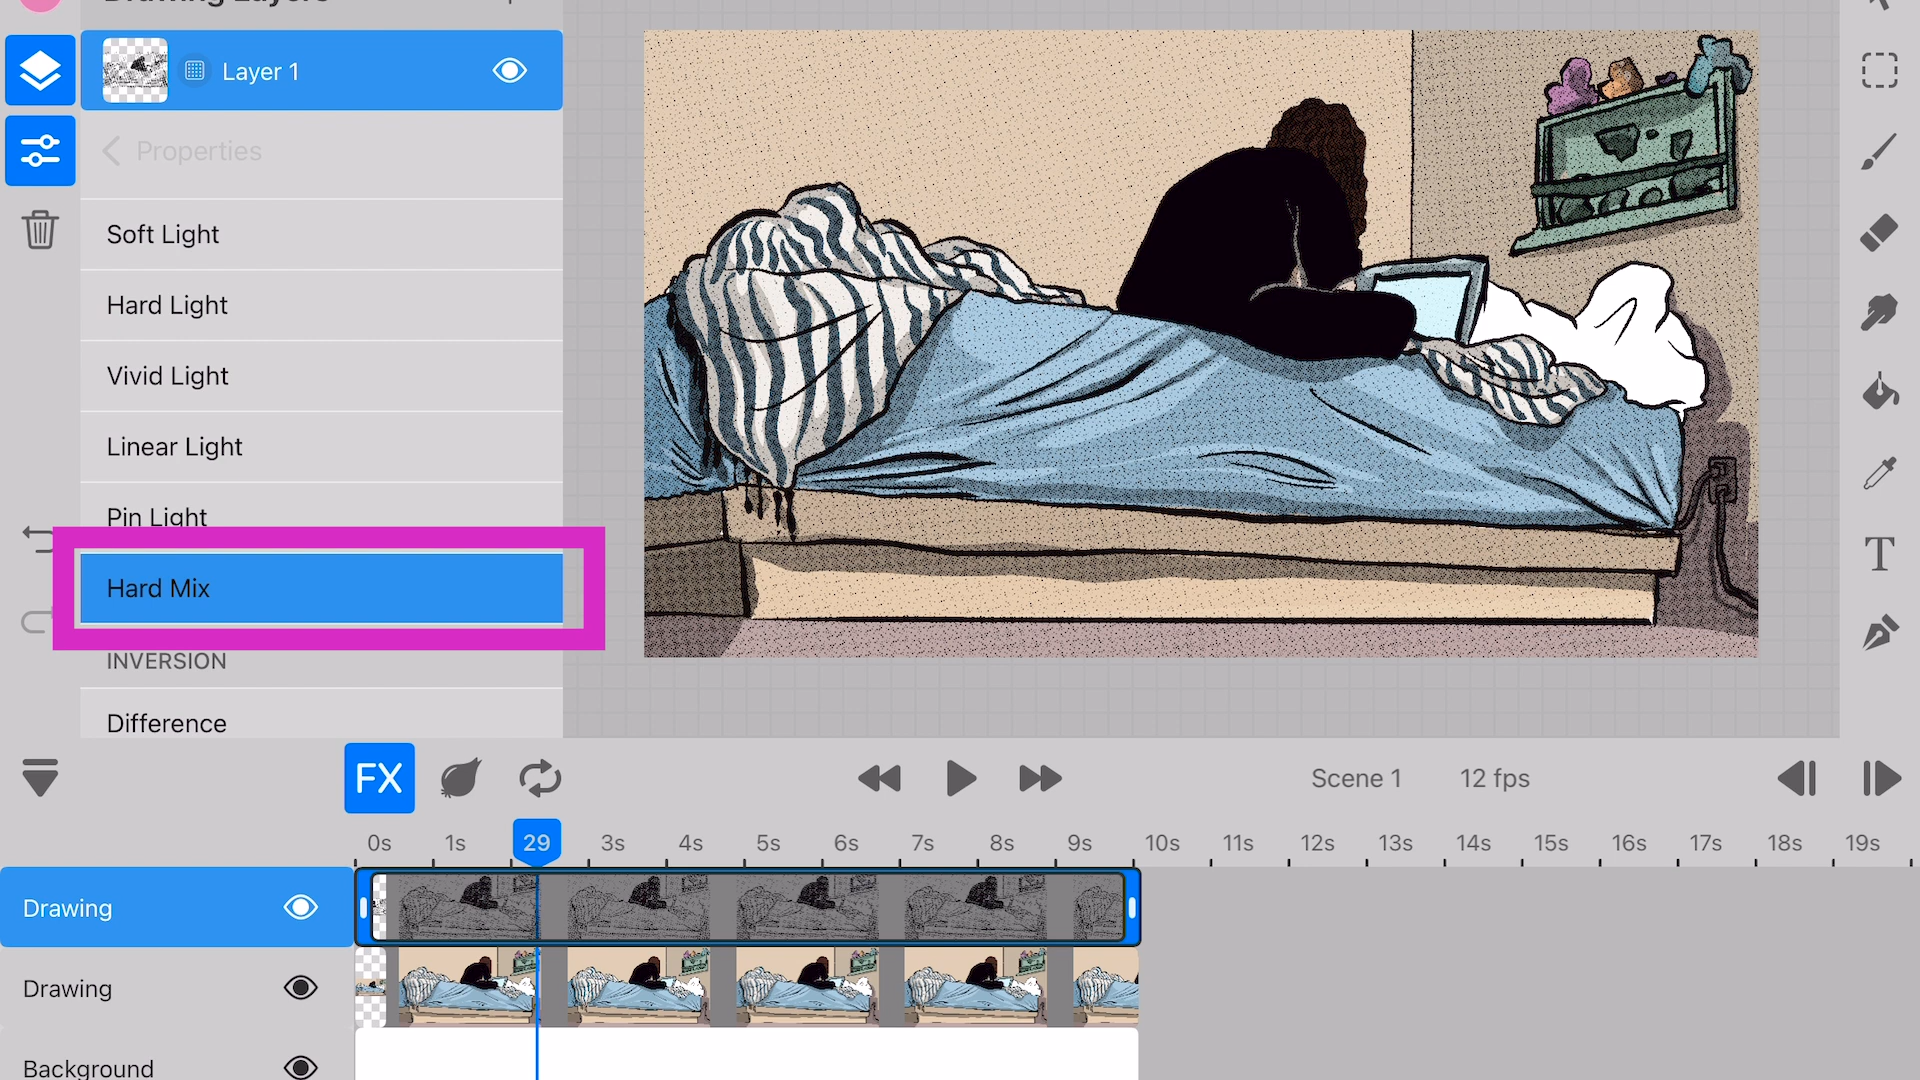 Drawing Layers
Layer 1
Properties
Soft Light
Hard Light
Vivid Light
Linear Light
Pin Light
Hard Mix
INVERSION
Difference
T
FX
Scene 1
12 fps
0s 1s 29 3s 4s 5s 6s 7s 8s 9s 10s 11s 12s 13s 14s 15s 16s 17s 18s 19s
Drawing
Drawing
Background